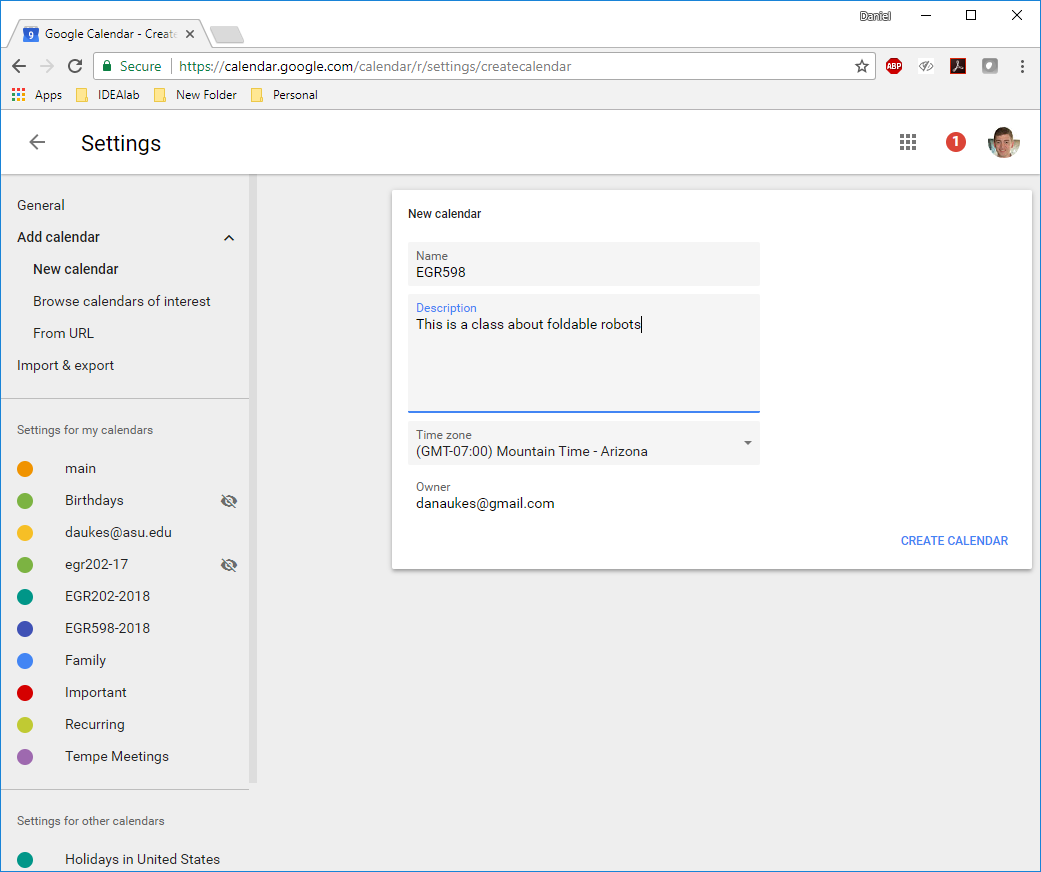 Daniel
9 Google Calendar - Create
Secure https://calendar.google.com/calendar/r/settings/createcalendar ABP
Apps IDEAlab New Folder Personal
Settings 1
General
Add calendar
New calendar
Browse calendars of interest
From URL
Import & export
Settings for my calendars
main
Birthdays
daukes@asu.edu
egr202-17
EGR202-2018
EGR598-2018
Family
Important
Recurring
Tempe Meetings
Settings for other calendars
Holidays in United States
New calendar
Name
EGR598
Description
This is a class about foldable robots
Time zone
(GMT-07:00) Mountain Time - Arizona
Owner
danaukes@gmail.com
CREATE CALENDAR